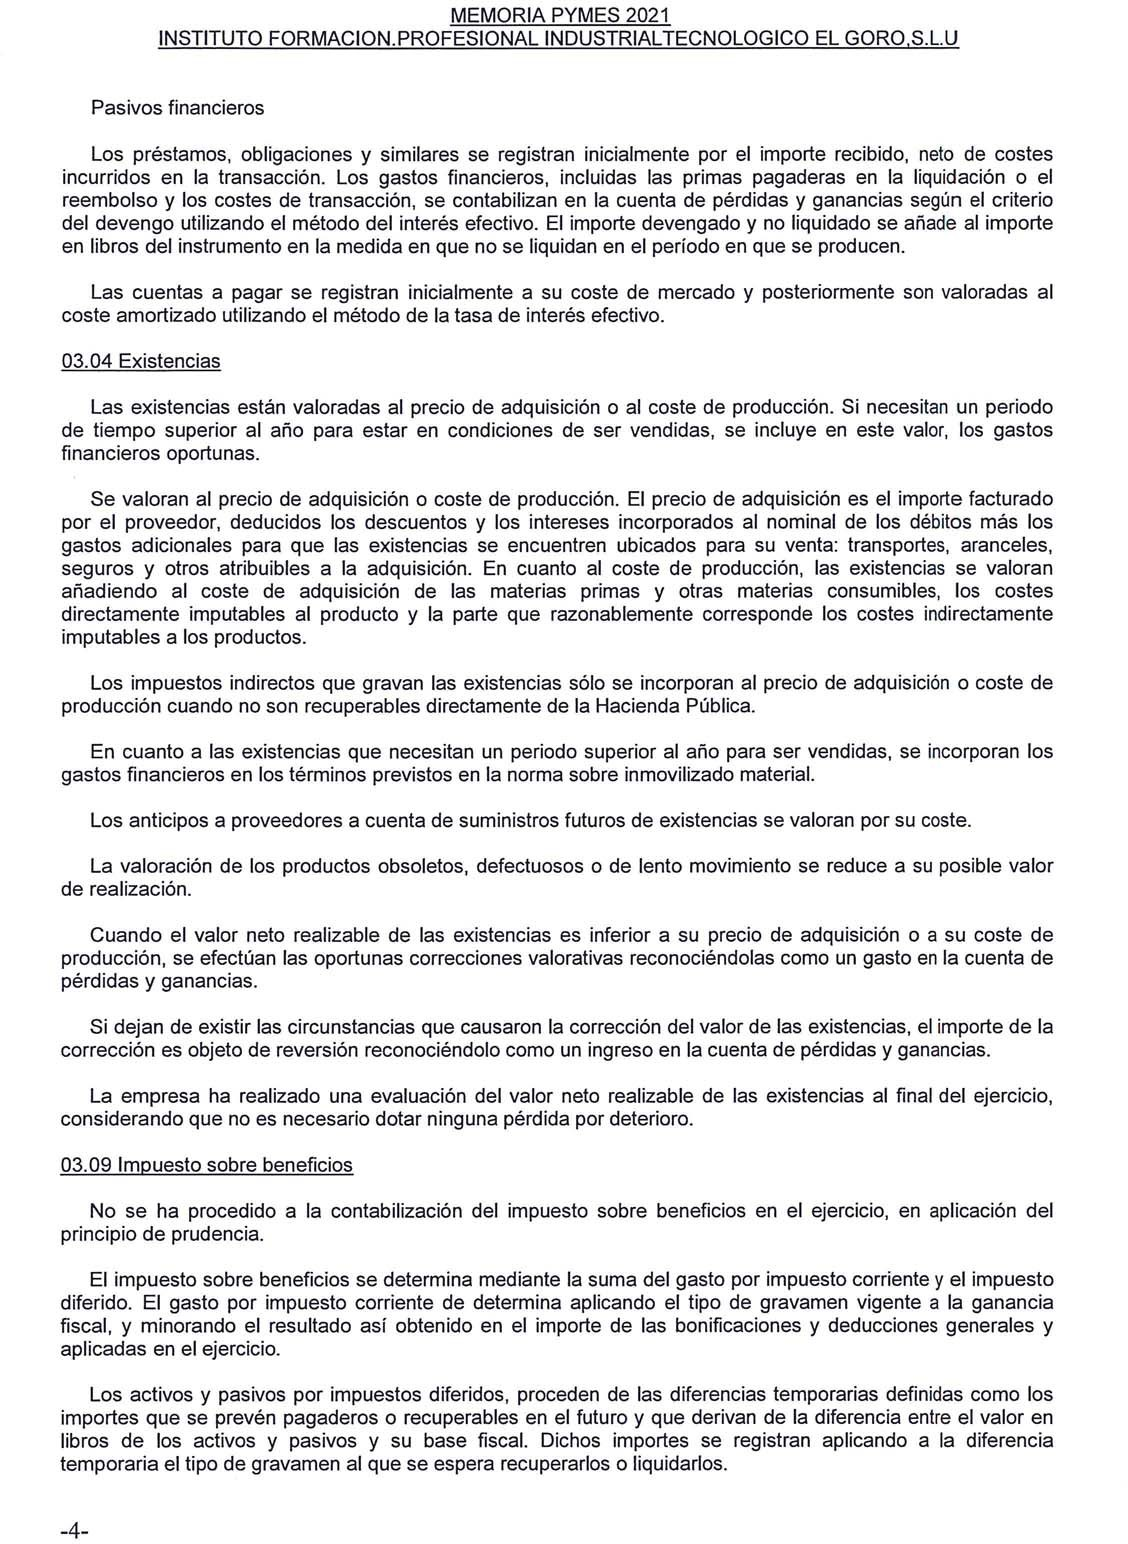 MEMORIA PYMES 2021
INSTITUTO FORMACION.PROFESIONAL INDUSTRIALTECNOLOGICO EL GORO,S.L.U
Pasivos financieros
Los préstamos, obligaciones y similares se registran inicialmente por el importe recibido, neto de costes
incurridos en la transacción. Los gastos financieros, incluidas las primas pagaderas en la liquidación o el
reembolso y los costes de transacción, se contabilizan en la cuenta de pérdidas y ganancias según el criterio
del devengo utilizando el método del interés efectivo. El importe devengado y no liquidado se añade al importe
en libros del instrumento en la medida en que no se liquidan en el período en que se producen.
Las cuentas a pagar se registran inicialmente a su coste de mercado y posteriormente son valoradas al
coste amortizado utilizando el método de la tasa de interés efectivo.
03.04 Existencias
Las existencias están valoradas al precio de adquisición o al coste de producción. Si necesitan un periodo
de tiempo superior al año para estar en condiciones de ser vendidas, se incluye en este valor, los gastos
financieros oportunas.
Se valoran al precio de adquisición o coste de producción. El precio de adquisición es el importe facturado
por el proveedor, deducidos los descuentos y los intereses incorporados al nominal de los débitos más los
gastos adicionales para que las existencias se encuentren ubicados para su venta: transportes, aranceles,
seguros y otros atribuibles a la adquisición. En cuanto al coste de producción, las existencias se valoran
añadiendo al coste de adquisición de las materias primas y otras materias consumibles, los costes
directamente imputables al producto y la parte que razonablemente corresponde los costes indirectamente
imputables a los productos.
Los impuestos indirectos que gravan las existencias sólo se incorporan al precio de adquisición o coste de
producción cuando no son recuperables directamente de la Hacienda Pública.
En cuanto a las existencias que necesitan un periodo superior al año para ser vendidas, se incorporan los
gastos financieros en los términos previstos en la norma sobre inmovilizado material.
Los anticipos a proveedores a cuenta de suministros futuros de existencias se valoran por su coste.
La valoración de los productos obsoletos, defectuosos o de lento movimiento se reduce a su posible valor
de realización.
Cuando el valor neto realizable de las existencias es inferior a su precio de adquisición o a su coste de
producción, se efectúan las oportunas correcciones valorativas reconociéndolas como un gasto en la cuenta de
pérdidas y ganancias.
Si dejan de existir las circunstancias que causaron la corrección del valor de las existencias, el importe de la
corrección es objeto de reversión reconociéndolo como un ingreso en la cuenta de pérdidas y ganancias.
La empresa ha realizado una evaluación del valor neto realizable de las existencias al final del ejercicio,
considerando que no es necesario dotar ninguna pérdida por deterioro.
03.09 Impuesto sobre beneficios
No se ha procedido a la contabilización del impuesto sobre beneficios en el ejercicio, en aplicación del
principio de prudencia.
El impuesto sobre beneficios se determina mediante la suma del gasto por impuesto corriente y el impuesto
diferido. El gasto por impuesto corriente de determina aplicando el tipo de gravamen vigente a la ganancia
fiscal, y minorando el resultado así obtenido en el importe de las bonificaciones y deducciones generales y
aplicadas en el ejercicio.
Los activos y pasivos por impuestos diferidos, proceden de las diferencias temporarias definidas como los
importes que se prevén pagaderos o recuperables en el futuro y que derivan de la diferencia entre el valor en
libros de los activos y pasivos y su base fiscal. Dichos importes se registran aplicando a la diferencia
temporaria el tipo de gravamen al que se espera recuperarlos o liquidarlos.
-4-